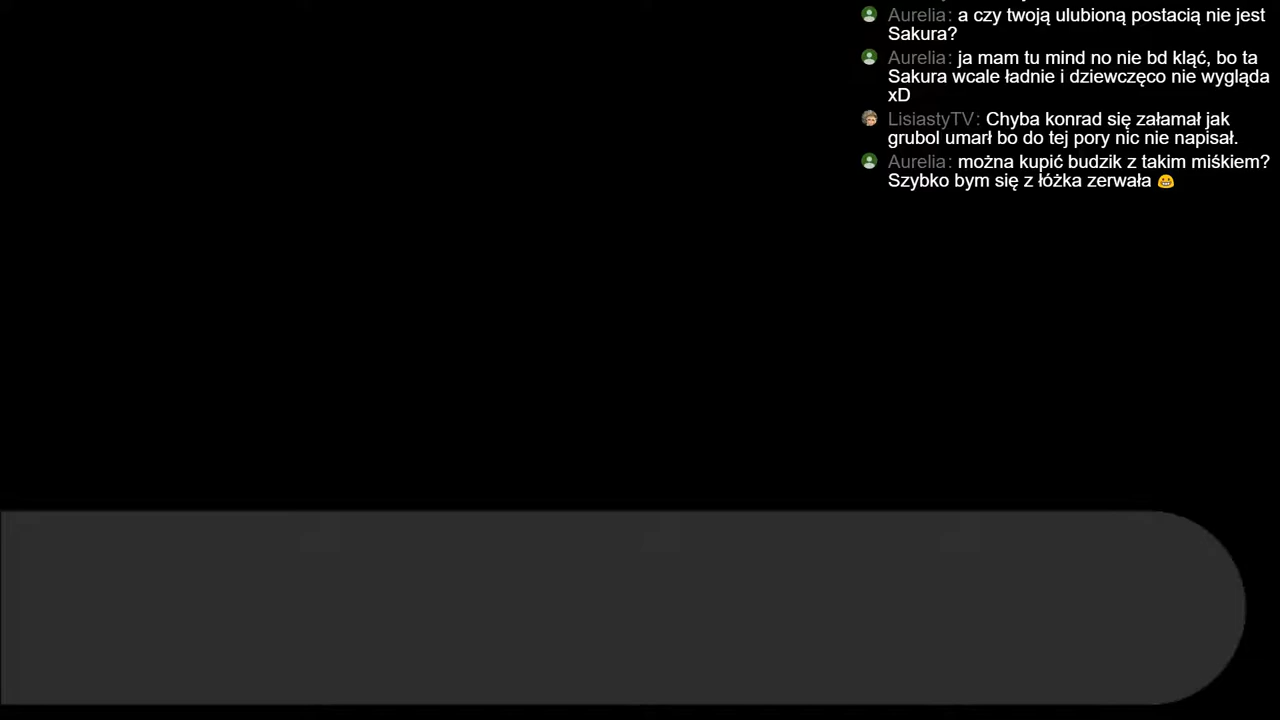 Aurelia: a czy twoją ulubioną postacią nie jest
Sakura?
Aurelia: ja mam tu mind no nie bd kląć, bo ta
Sakura wcale ładnie i dziewczęco nie wygląda
xD
LisiastyTV: Chyba konrad się załamał jak
grubol umarł bo do tej pory nic nie napisał.
Aurelia: można kupić budzik z takim miśkiem?
Szybko bym się z łóżka zerwała 😁